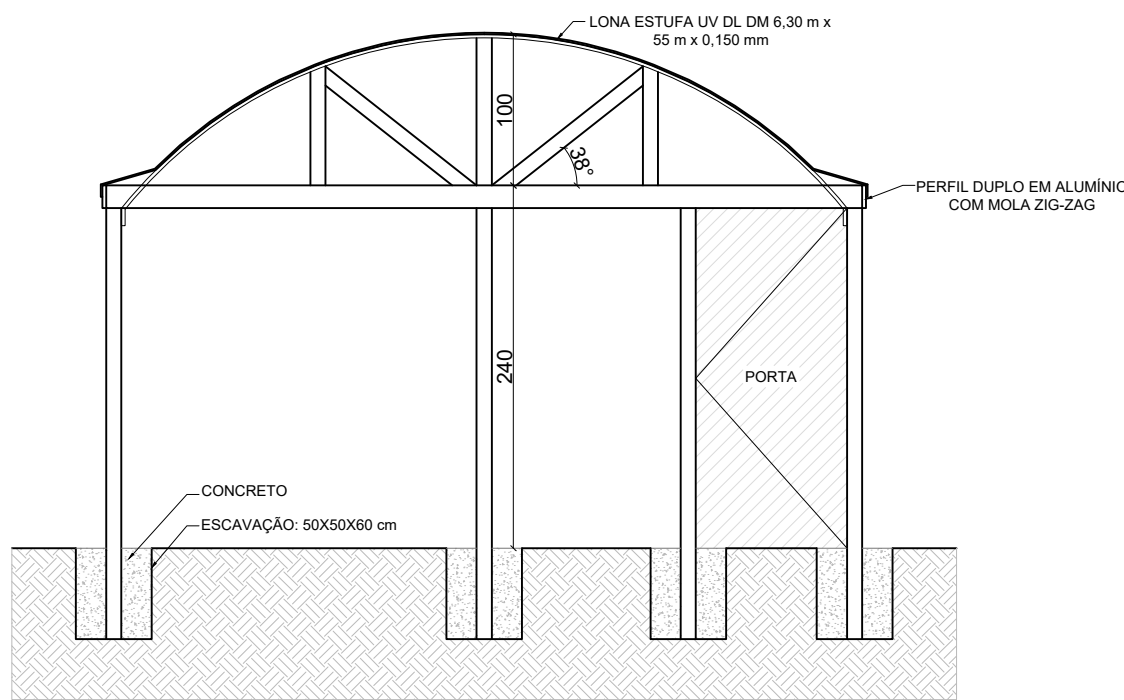 LONA ESTUFA UV DL DM 6,30 m x
55 m x 0,150 mm
100
38°
PERFIL DUPLO EM ALUMÍNIO
COM MOLA ZIG-ZAG
240
PORTA
CONCRETO
ESCAVAÇÃO: 50X50X60 cm